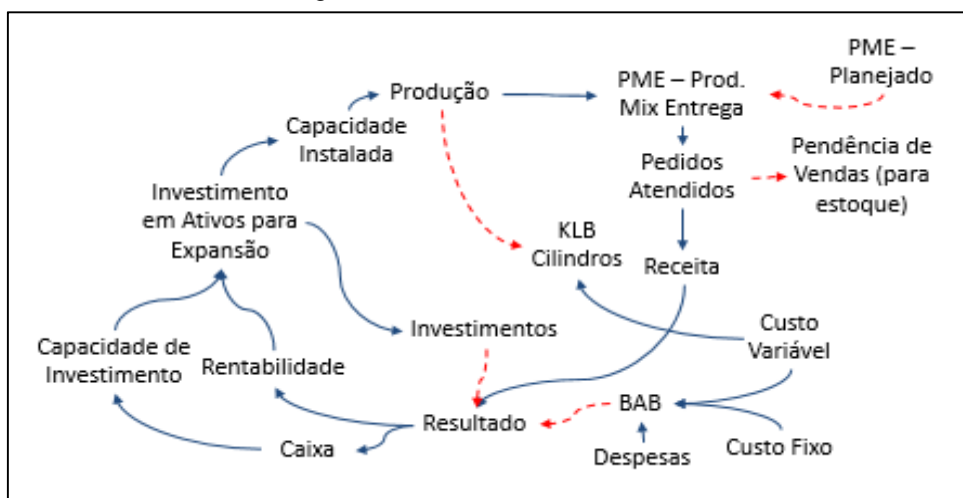 PME –
Planejado
Produção
PME – Prod.
Mix Entrega
Capacidade
Instalada
Pedidos
Atendidos
Pendência de
Vendas (para
estoque)
Investimento
em Ativos para
Expansão
KLB
Cilindros
Receita
Investimentos
Custo
Variável
Capacidade de
Investimento
Rentabilidade
BAB
Resultado
Caixa
Despesas
Custo Fixo